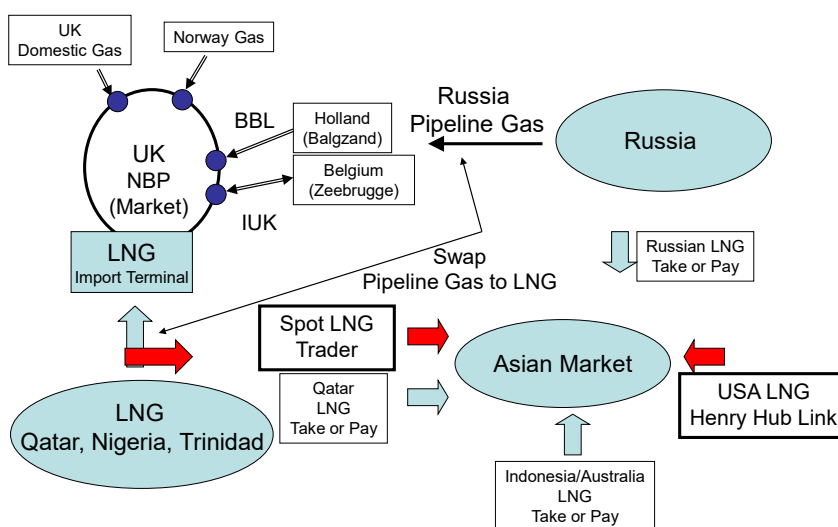 UK
Domestic Gas
Norway Gas
BBL
Holland
(Balgzand)
Russia
Pipeline Gas
Russia
UK
NBP
(Market)
Belgium
(Zeebrugge)
IUK
LNG
Import Terminal
Swap
Pipeline Gas to LNG
Russian LNG
Take or Pay
Spot LNG
Trader
Asian Market
Qatar
LNG
Take or Pay
USA LNG
Henry Hub Link
LNG
Qatar, Nigeria, Trinidad
Indonesia/Australia
LNG
Take or Pay